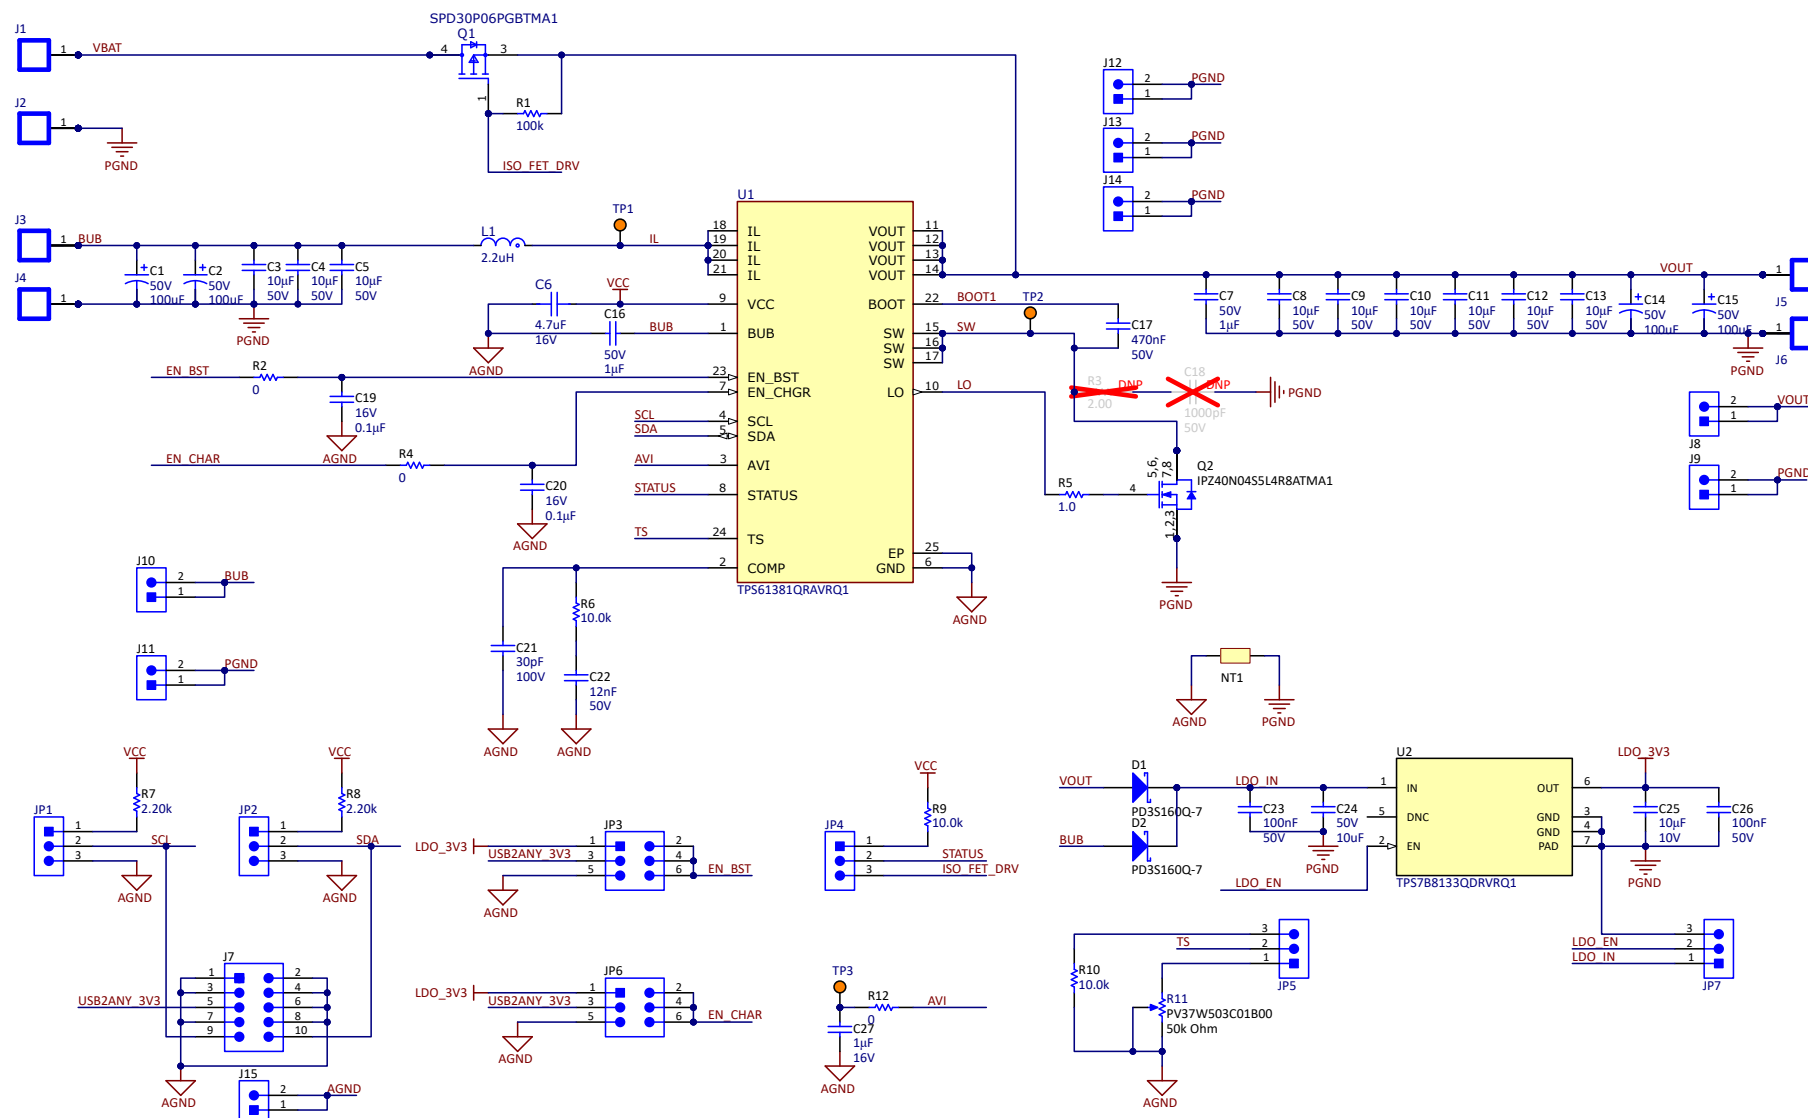 SPD30P06PGBTMA1
Q1
J1
1
VBAT
4
3
1
R1
100k
ISO_FET_DRV
J2
1
PGND
J12
2
1
PGND
J13
2
1
PGND
J14
2
1
PGND
J3
1
BUB
J4
1
C1
50V
100uF
C2
50V
100uF
C3
10µF
50V
C4
10µF
50V
C5
10µF
50V
PGND
L1
2.2uH
TP1
IL
U1
18
IL
19
IL
20
IL
21
IL
9
VCC
1
BUB
23
EN_BST
7
EN_CHGR
4
SCL
5
SDA
3
AVI
8
STATUS
24
TS
2
COMP
VOUT
11
VOUT
12
VOUT
13
VOUT
14
BOOT
22
SW
15
SW
16
SW
17
LO
10
EP
25
GND
6
TPS61381QRAVRQ1
C6
4.7uF
16V
VCC
C16
50V
1µF
BUB
AGND
EN_BST
R2
0
C19
16V
0.1µF
AGND
EN_CHAR
R4
0
C20
16V
0.1µF
AGND
SCL
SDA
AVI
STATUS
TS
BOOT1
TP2
SW
C17
470nF
50V
LO
R3
2.00
DNP
C18
1000pF
50V
DNP
PGND
R5
1.0
4
5,6,
7,8
1,2,3
Q2
IPZ40N04S5L4R8ATMA1
PGND
AGND
C7
50V
1µF
C8
10µF
50V
C9
10µF
50V
C10
10µF
50V
C11
10µF
50V
C12
10µF
50V
C13
10µF
50V
C14
50V
100uF
C15
50V
100uF
VOUT
1
J5
1
J6
PGND
2
1
VOUT
J8
J9
2
1
PGND
J10
2
1
BUB
J11
2
1
PGND
R6
10.0k
C21
30pF
100V
C22
12nF
50V
AGND
AGND
NT1
AGND
PGND
VCC
R7
2.20k
JP1
1
2
3
SCL
AGND
VCC
R8
2.20k
JP2
1
2
3
SDA
AGND
LDO_3V3
USB2ANY_3V3
JP3
1
2
3
4
5
6
EN_BST
AGND
VCC
R9
10.0k
JP4
1
2
3
STATUS
ISO_FET_DRV
VOUT
D1
PD3S160Q-7
D2
PD3S160Q-7
BUB
LDO_IN
C23
100nF
50V
C24
50V
10uF
PGND
LDO_EN
U2
1
IN
5
DNC
2
EN
OUT
6
GND
3
GND
4
PAD
7
TPS7B8133QDRVRQ1
LDO_3V3
C25
10µF
10V
C26
100nF
50V
PGND
J7
1
2
3
4
5
6
7
8
9
10
USB2ANY_3V3
AGND
J15
2
1
AGND
LDO_3V3
USB2ANY_3V3
JP6
1
2
3
4
5
6
EN_CHAR
AGND
TP3
R12
0
AVI
C27
1µF
16V
AGND
TS
3
2
1
JP5
R10
10.0k
R11
PV37W503C01B00
50k Ohm
AGND
LDO_EN
LDO_IN
3
2
1
JP7